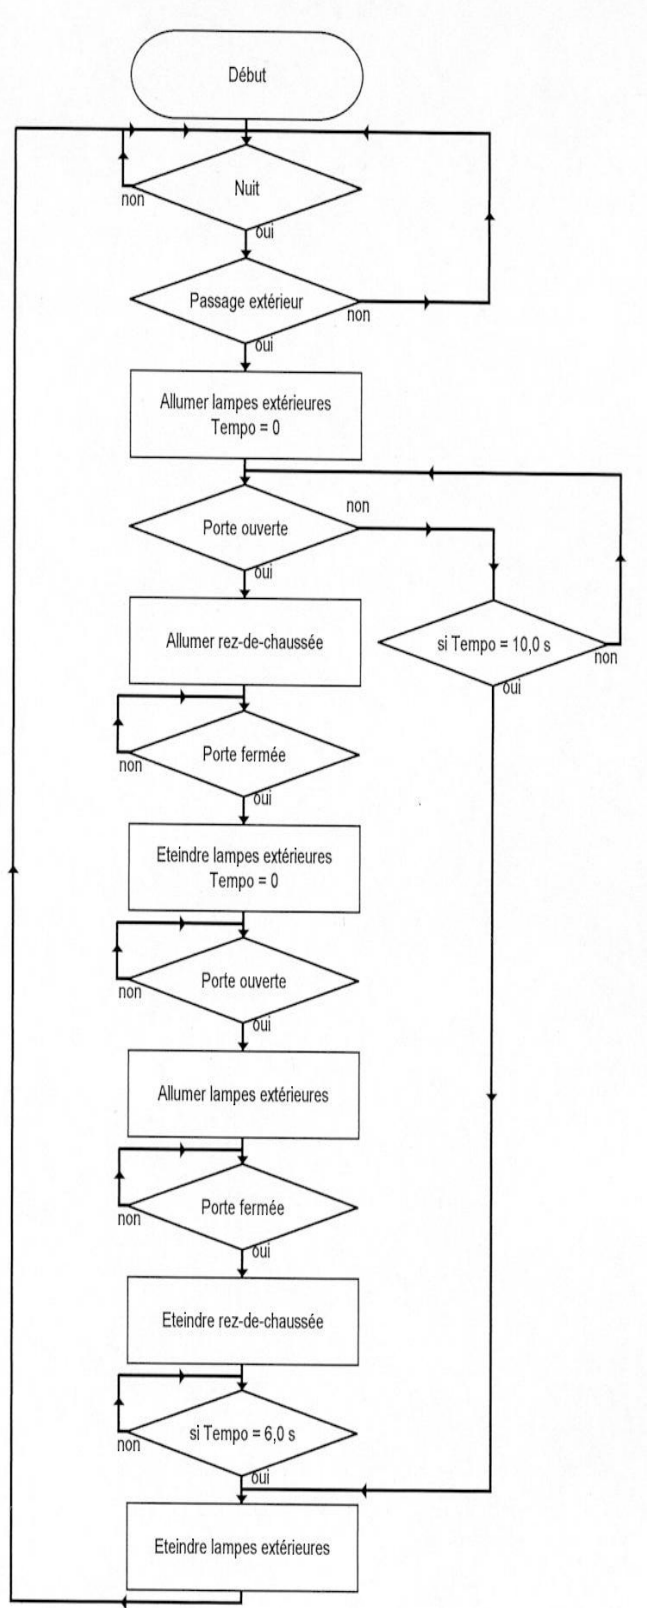 Début
Nuit
non
oui
Passage extérieur
non
oui
Allumer lampes extérieures
Tempo = 0
non
Porte ouverte
oui
Allumer rez-de-chaussée
si Tempo = 10,0 s
non
oui
Porte fermée
non
oui
Eteindre lampes extérieures
Tempo = 0
Porte ouverte
non
oui
Allumer lampes extérieures
Porte fermée
non
oui
Eteindre rez-de-chaussée
si Tempo = 6,0 s
non
oui
Eteindre lampes extérieures